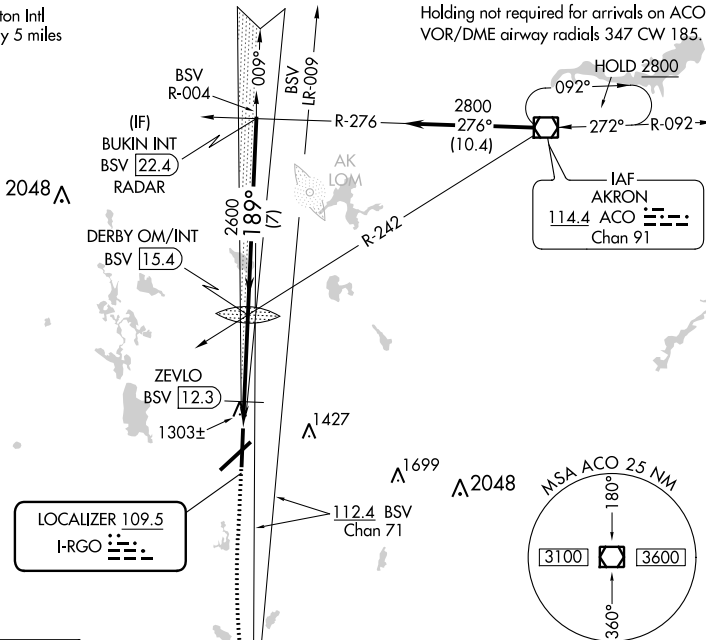 ton Intl
y 5 miles
Holding not required for arrivals on ACO
VOR/DME airway radials 347 CW 185.
HOLD 2800
092°
272°
R-092
BSV
R-004
009°
BSV
LR-009
R-276
2800
276°
(10.4)
(IF)
BUKIN INT
BSV 22.4
RADAR
AK
LOM
IAF
AKRON
114.4 ACO
Chan 91
2048
2600
189°
(7)
R-242
DERBY OM/INT
BSV 15.4
ZEVLO
BSV 12.3
1303±
1427
1699
2048
LOCALIZER 109.5
I-RGO
112.4 BSV
Chan 71
MSA ACO 25 NM
180°
3100
3600
360°